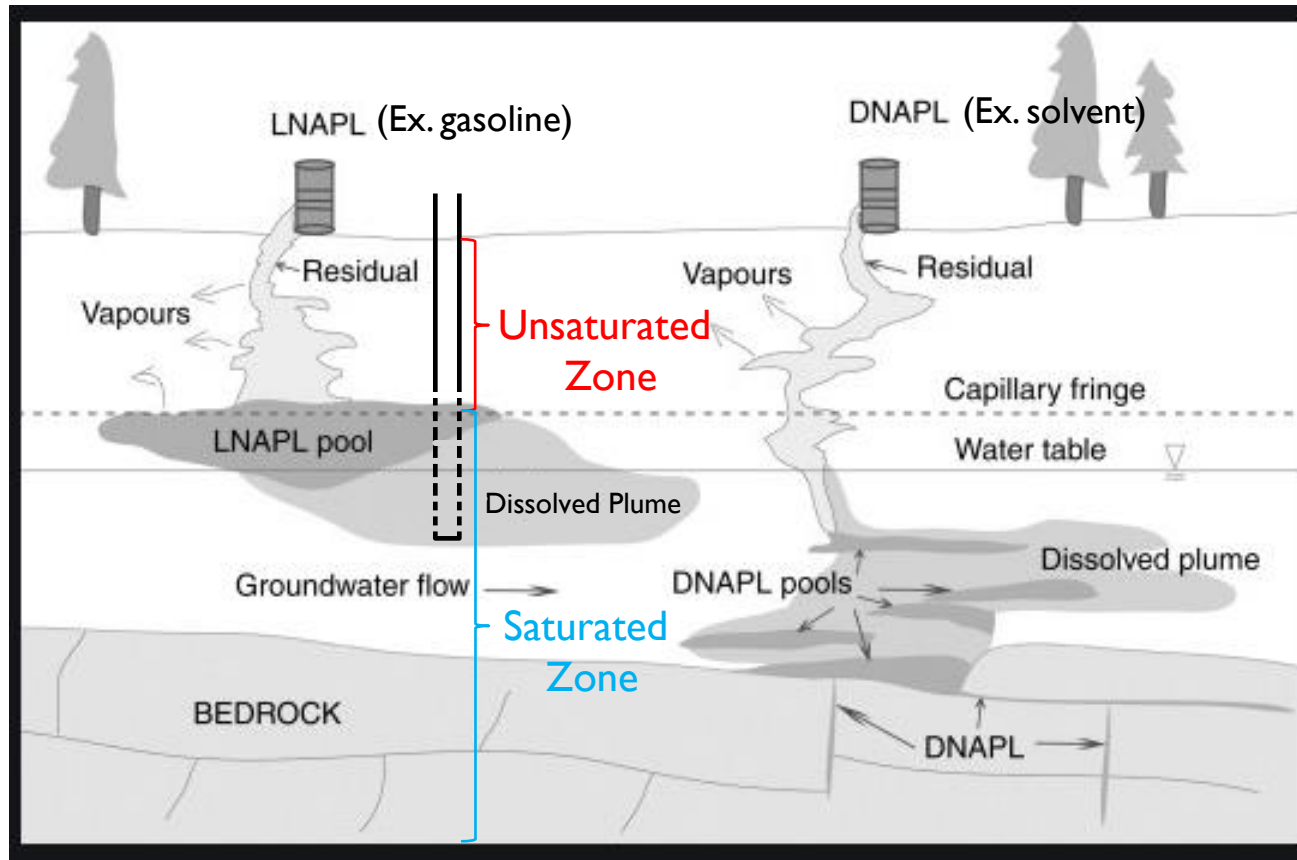 LNAPL (Ex. gasoline)
DNAPL (Ex. solvent)
Residual
Vapours
Vapours
Residual
Unsaturated
Zone
Capillary fringe
LNAPL pool
Water table
Dissolved Plume
Dissolved plume
Groundwater flow
DNAPL pools
Saturated
Zone
BEDROCK
DNAPL